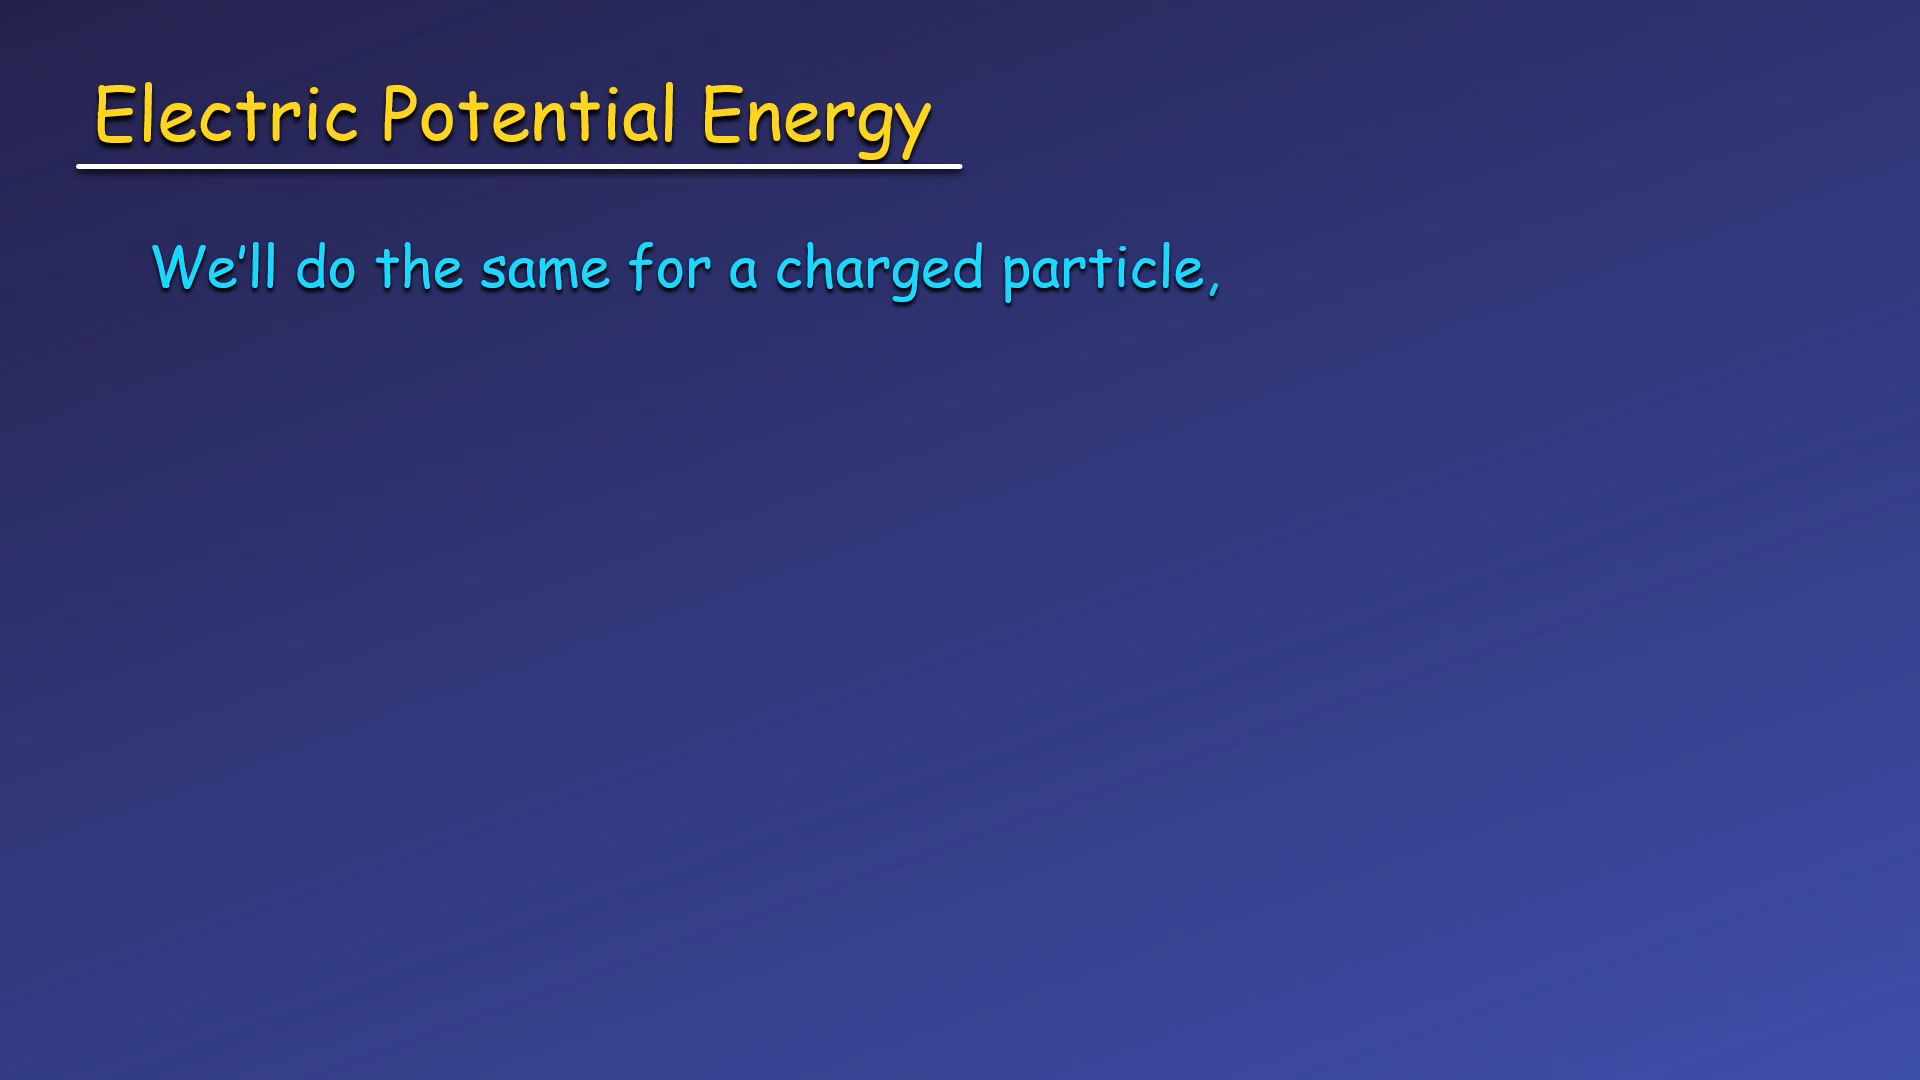 Electric Potential Energy
We'll do the same for a charged particle,